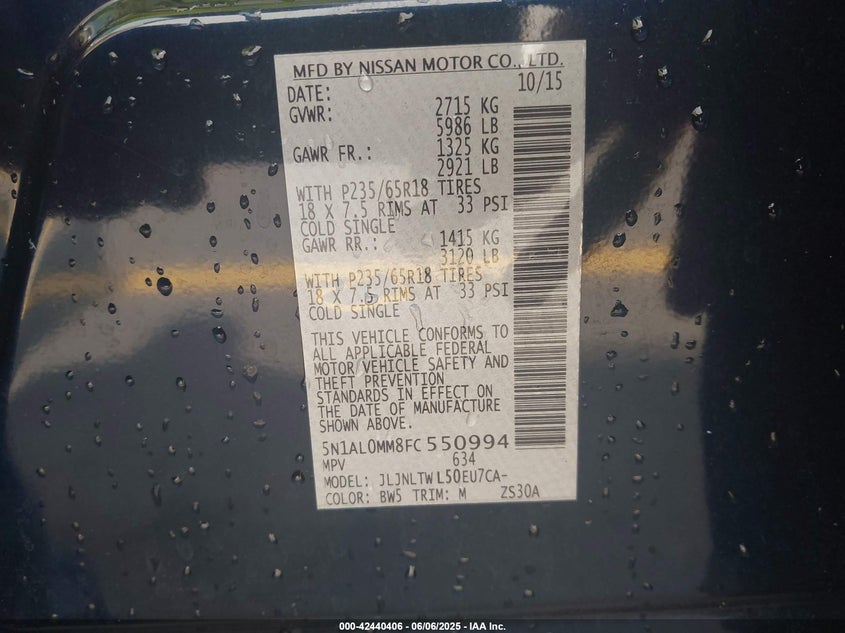 MFD BY NISSAN MOTOR CO., LTD.
DATE: 10/15
GVWR: 2715 KG
5986 LB
GAWR FR.: 1325 KG
2921 LB
WITH P235/65R18 TIRES
18 X 7.5 RIMS AT 33 PSI
COLD SINGLE
GAWR RR.: 1415 KG
3120 LB
WITH P235/65R18 TIRES
18 X 7.5 RIMS AT 33 PSI
COLD SINGLE
THIS VEHICLE CONFORMS TO
ALL APPLICABLE FEDERAL
MOTOR VEHICLE SAFETY AND
THEFT PREVENTION
STANDARDS IN EFFECT ON
THE DATE OF MANUFACTURE
SHOWN ABOVE.
5N1AL0MM8FC550994
MPV 634
MODEL: JLJNLTWL50EU7CA-
COLOR: BW5 TRIM: M ZS30A
000-42440406 - 06/06/2025 - IAA Inc.